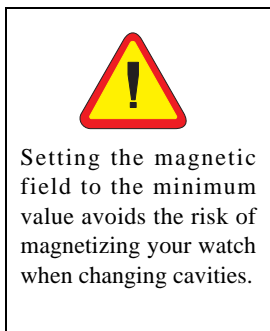 !
Setting the magnetic
field to the minimum
value avoids the risk of
magnetizing your watch
when changing cavities.